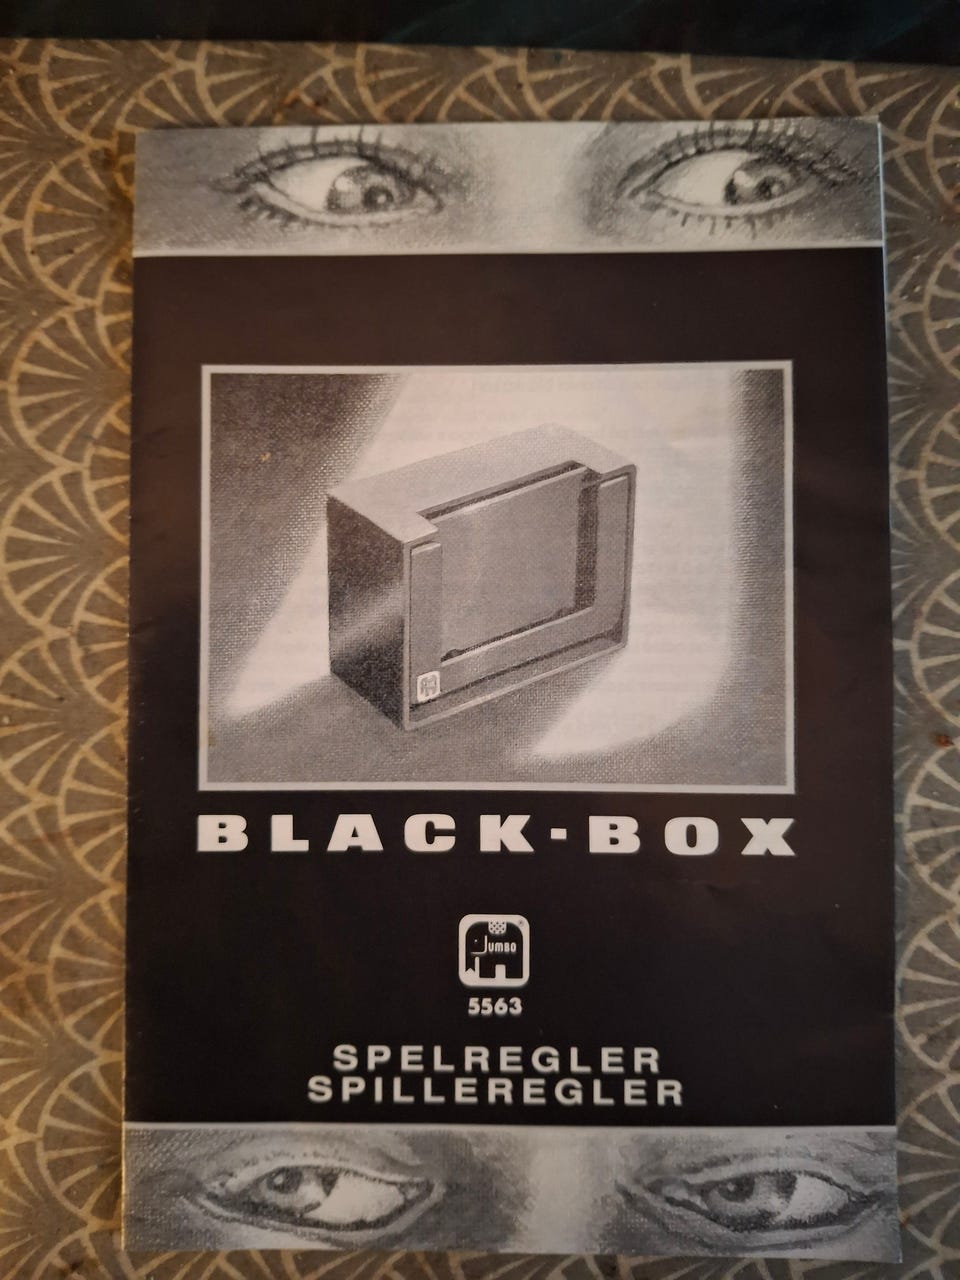 BLACK-BOX
JUMBO
5563
SPELREGLER
SPILLEREGLER